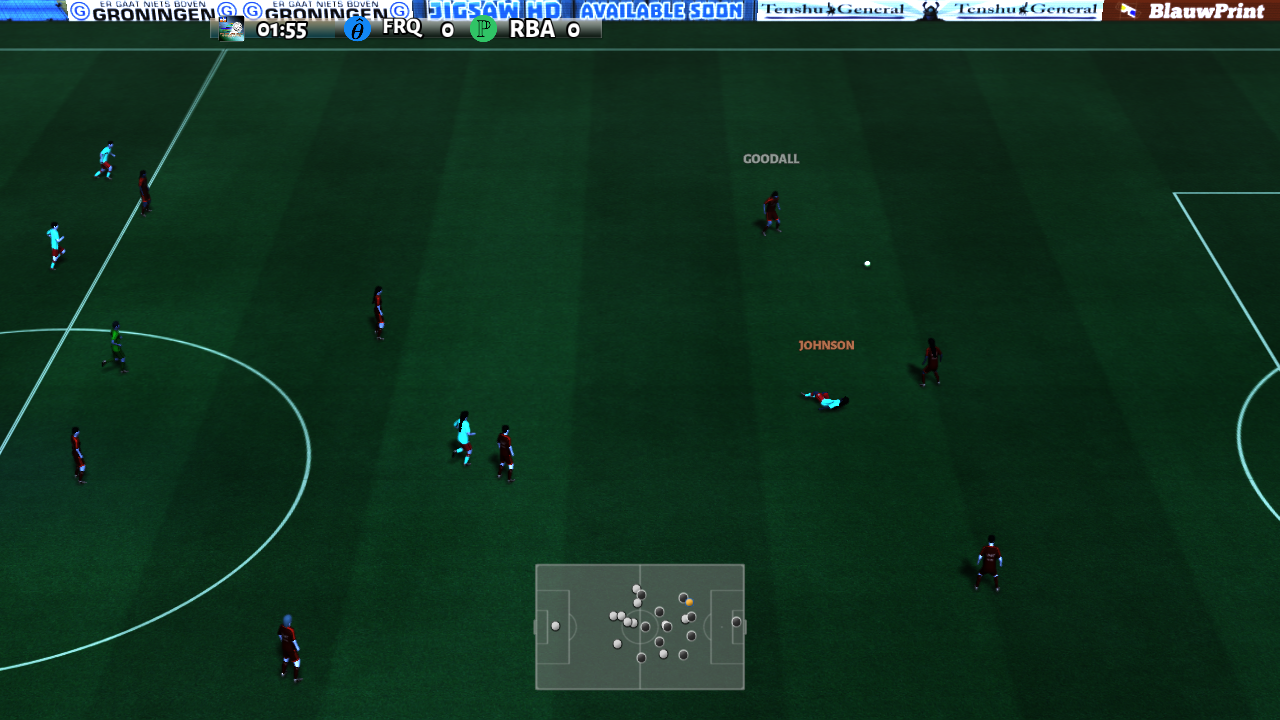 ER GAAT NIETS BOVEN
GRONINGEN
ER GAAT NIETS BOVEN
GRONINGEN
JIGSAW HD AVAILABLE SOON
Tenshu General
Tenshu General
BlauwPrint
01:55 FRQ 0 P RBA 0
GOODALL
JOHNSON